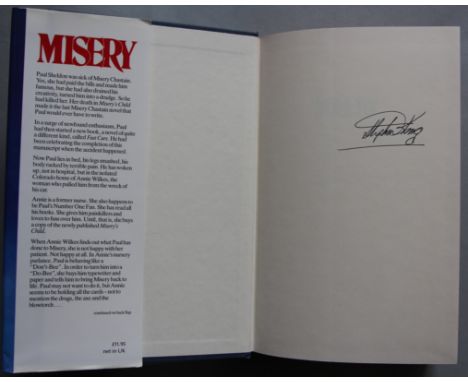 MISERY
Paul Sheldon was sick of Misery Chastain.
Yes, she had paid the bills and made him
famous, but she had also drained his
creativity, turned him into a drudge. So he
had killed her. Her death in Misery's Child
made it the last Misery Chastain novel that
Paul would ever have to write.
In a surge of newfound enthusiasm, Paul
had then started a new book, a novel of quite
a different kind, called Fast Cars. He had
been celebrating the completion of this
manuscript when the accident happened.
Now Paul lies in bed, his legs smashed, his
body racked by terrible pain. He has woken
up, not in hospital, but in the isolated
Colorado home of Annie Wilkes, the
woman who pulled him from the wreck of
his car.
Annie is a former nurse. She also happens to
be Paul's Number One Fan. She has read all
his books. She gives him painkillers and
loves to fuss over him. Until, that is, she buys
a copy of the newly published Misery's
Child.
When Annie Wilkes finds out what Paul has
done to Misery, she is not happy with her
patient. Not happy at all. In Annie's nursery
parlance, Paul is behaving like a
"Don't-Bee". In order to turn him into a
"Do-Bee", she buys him typewriter and
paper and tells him to bring Misery back to
life. Paul may not want to do it, but Annie
seems to be holding all the cards – not to
mention the drugs, the axe and the
blowtorch . . .
continued on back flap
£11.95
net in UK
Stephen King